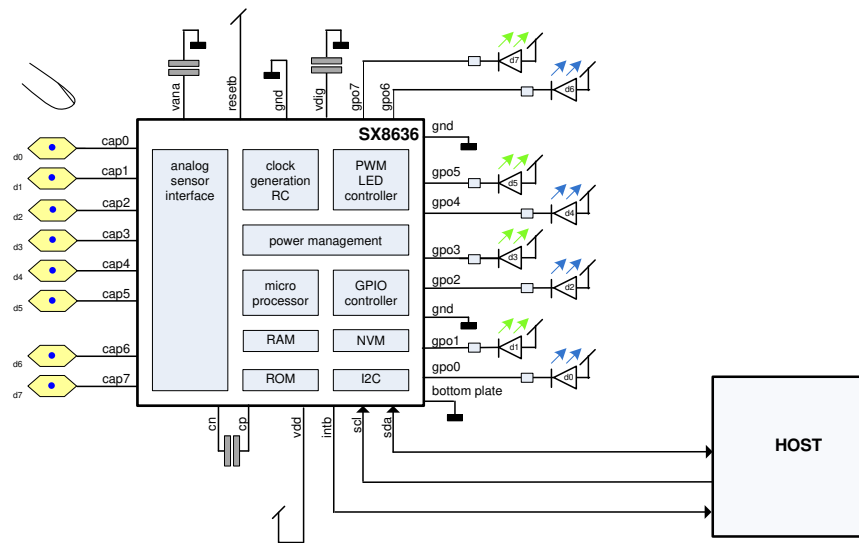 vana
resetb
gnd
vdig
gpo7
gpo6
d7
d6
SX8636
gnd
cap0
d0
cap1
d1
cap2
d2
cap3
d3
cap4
d4
cap5
d5
cap6
d6
cap7
d7
analog
sensor
interface
clock
generation
RC
PWM
LED
controller
power management
micro
processor
GPIO
controller
RAM
NVM
ROM
I2C
gpo5
d5
gpo4
d4
gpo3
d3
gpo2
d2
gnd
gpo1
d1
gpo0
d0
bottom plate
cn
cp
vdd
intb
scl
sda
HOST